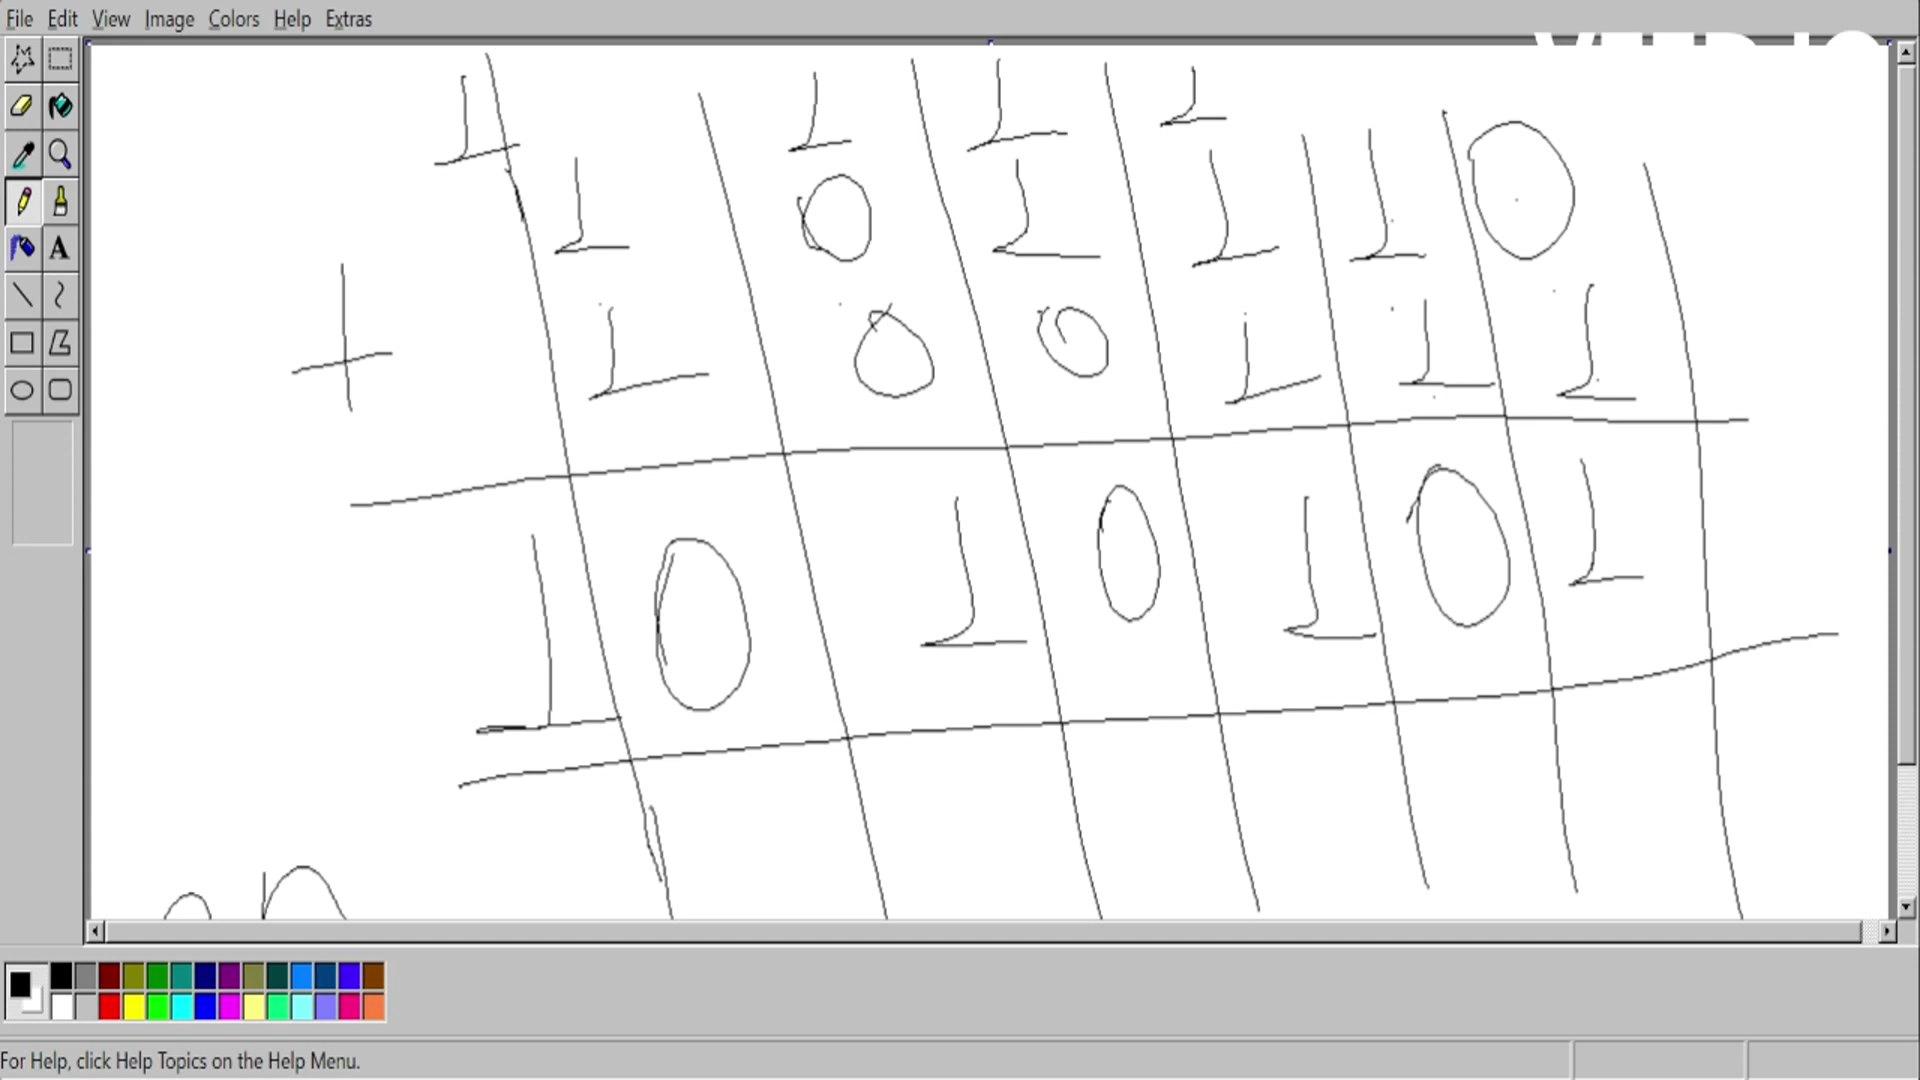 File Edit View Image Colors Help Extras
1 1 1 1
1 0 1 1 1 0
+ 1 0 0 1 1 1
1 0 1 0 1 0 1
For Help, click Help Topics on the Help Menu.